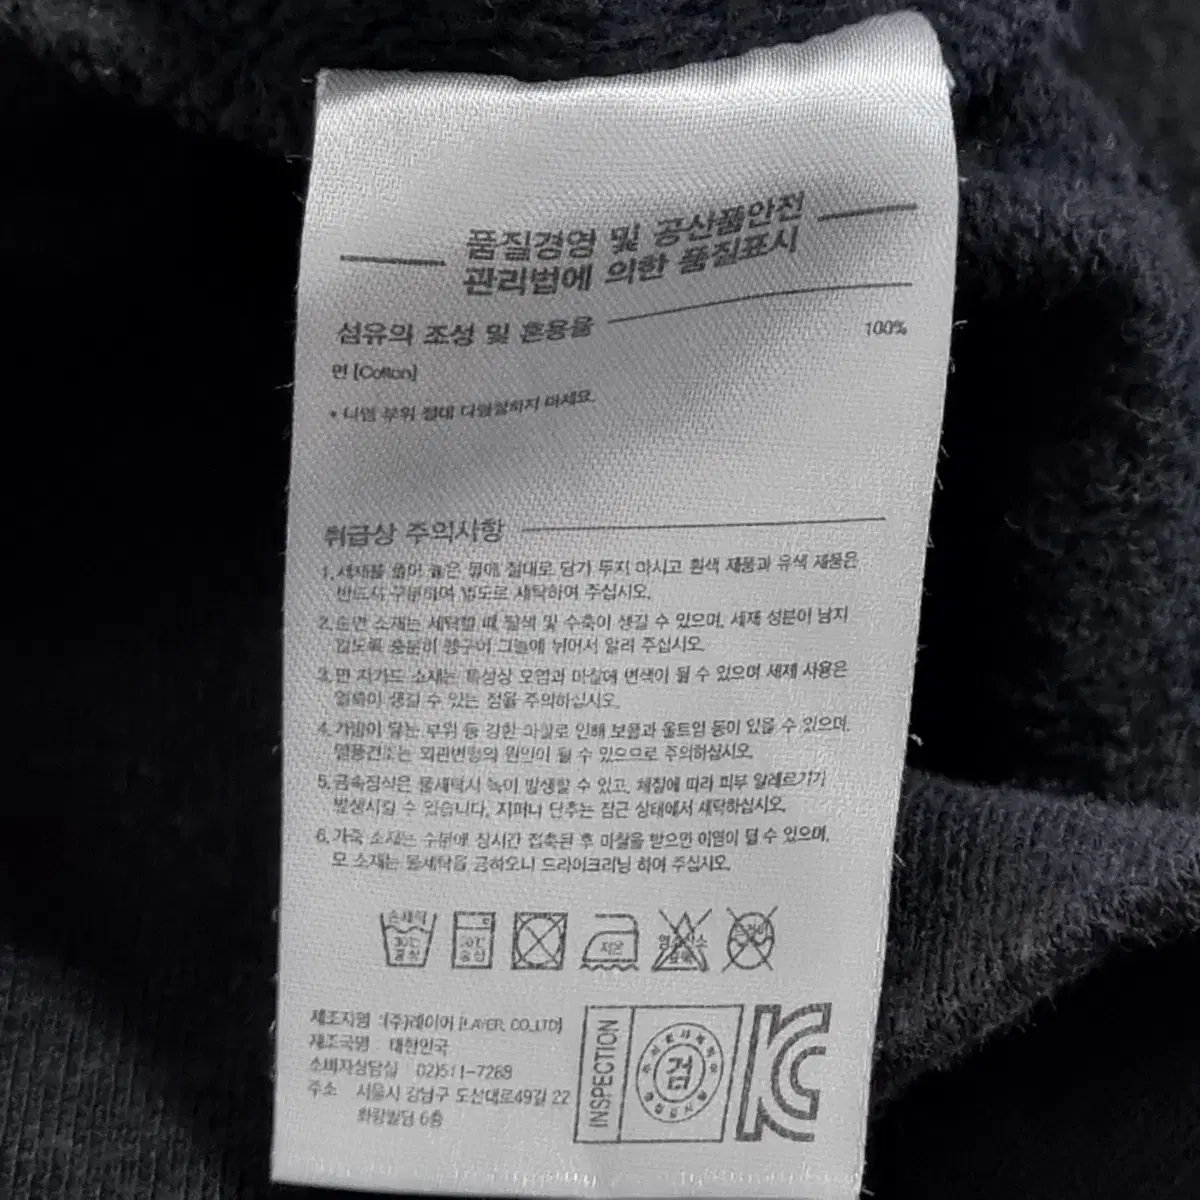 품질경영 및 공산품안전
관리법에 의한 품질표시
섬유의 조성 및 혼용율
면 [Cotton] 100%
• 나염 부위 절대 다림질하지 마세요.
취급상 주의사항
1. 세제를 풀어 놓은 물에 절대로 담가 두지 마시고 흰색 제품과 유색 제품은
반드시 구분하여 별도로 세탁하여 주십시오.
2. 순면 소재는 세탁할 때 탈색 및 수축이 생길 수 있으며, 세제 성분이 남지
않도록 충분히 헹구어 그늘에 뉘어서 말려 주십시오.
3. 면 자가드 소재는 특성상 오염과 마찰에 변색이 될 수 있으며 세제 사용은
얼룩이 생길 수 있는 점을 주의하십시오.
4. 가방이 닿는 부위 등 강한 마찰로 인해 보풀과 올트임 등이 있을 수 있으며,
열풍건조는 외관변형의 원인이 될 수 있으므로 주의하십시오.
5. 금속장식은 물세탁시 녹이 발생할 수 있고, 체질에 따라 피부 알레르기가
발생시킬 수 있습니다. 지퍼나 단추는 잠근 상태에서 세탁하십시오.
6. 가죽 소재는 수분에 장시간 접촉된 후 마찰을 받으면 이염이 될 수 있으며,
모 소재는 물세탁을 금하오니 드라이크리닝 하여 주십시오.
손세탁 30℃ 중성
30℃ 중성
저온
염소산소 표백
드라이
제조자명 :(주)레이어 [LAYER. CO.,LTD]
제조국명 : 대한민국
소비자상담실 02)511-7289
주소 서울시 강남구 도산대로49길 22
화랑빌딩 6층
INSPECTION
검
KC